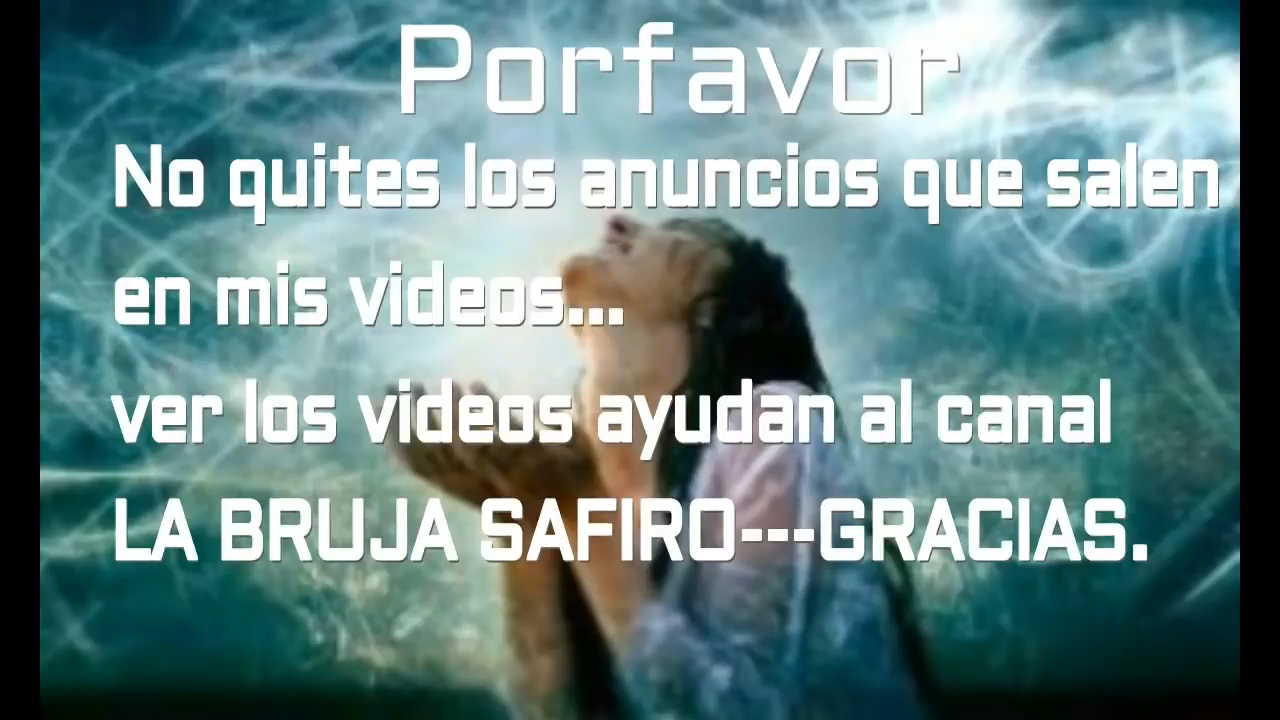 Porfavor
No quites los anuncios que salen
en mis videos...
ver los videos ayudan al canal
LA BRUJA SAFIRO---GRACIAS.